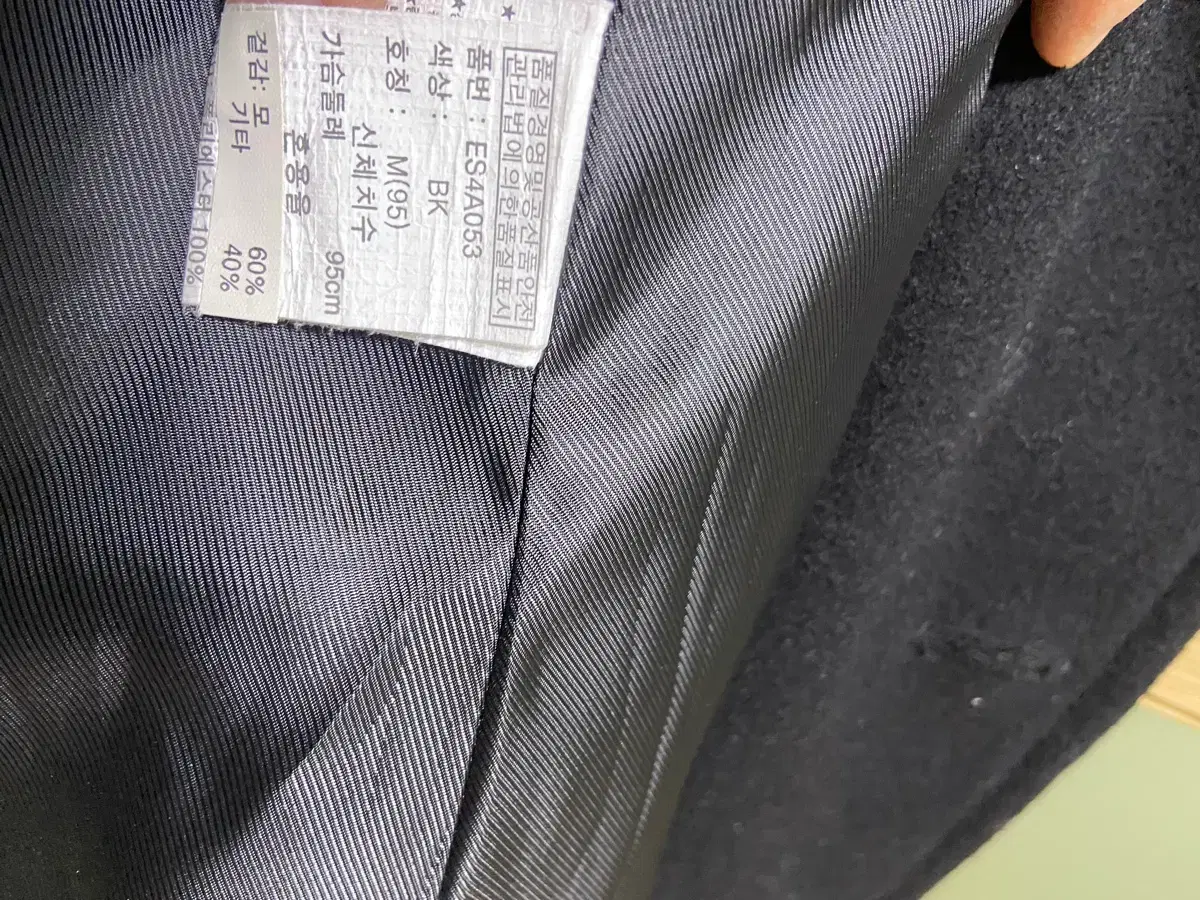 품질경영및공산품안전
관리법에의한품질표시
품번 : ES4A053
색상 : BK
호칭 : M(95)
신체치수
가슴둘레 95cm
혼용율
겉감: 모 60%
기타 40%
100%